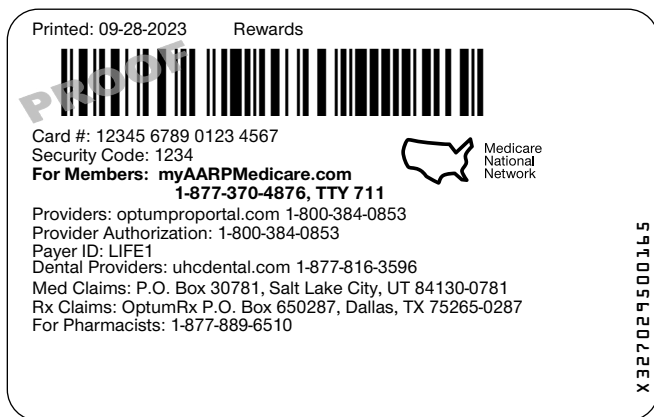 Printed: 09-28-2023 Rewards
PROOF
Card #: 12345 6789 0123 4567
Security Code: 1234
For Members: myAARPMedicare.com
1-877-370-4876, TTY 711
Medicare
National
Network
Providers: optumproportal.com 1-800-384-0853
Provider Authorization: 1-800-384-0853
Payer ID: LIFE1
Dental Providers: uhcdental.com 1-877-816-3596
Med Claims: P.O. Box 30781, Salt Lake City, UT 84130-0781
Rx Claims: OptumRx P.O. Box 650287, Dallas, TX 75265-0287
For Pharmacists: 1-877-889-6510
X327029500165